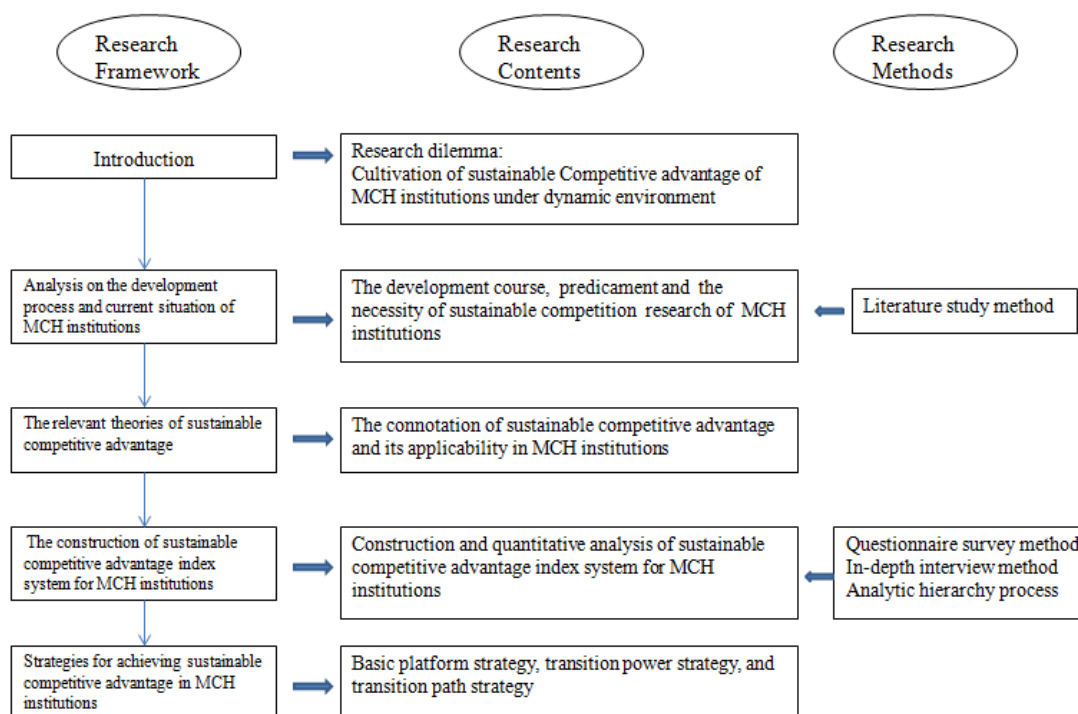 Research
Framework
Research
Contents
Research
Methods
Introduction
Research dilemma:
Cultivation of sustainable Competitive advantage of
MCH institutions under dynamic environment
Analysis on the development
process and current situation of
MCH institutions
The development course, predicament and the
necessity of sustainable competition research of MCH
institutions
Literature study method
The relevant theories of sustainable
competitive advantage
The connotation of sustainable competitive advantage
and its applicability in MCH institutions
The construction of sustainable
competitive advantage index
system for MCH institutions
Construction and quantitative analysis of sustainable
competitive advantage index system for MCH
institutions
Questionnaire survey method
In-depth interview method
Analytic hierarchy process
Strategies for achieving sustainable
competitive advantage in MCH
institutions
Basic platform strategy, transition power strategy, and
transition path strategy